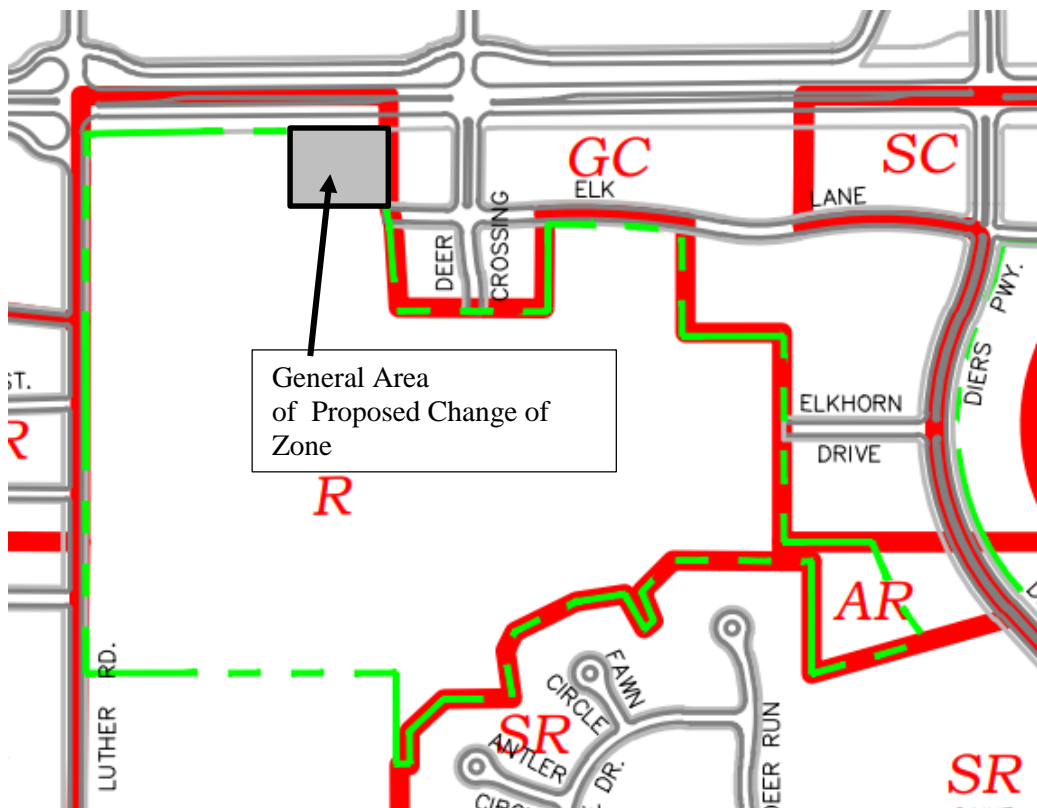 GC
SC
ELK
LANE
DEER
CROSSING
PWY.
DIERS
General Area
of Proposed Change of
Zone
ST.
R
ELKHORN
DRIVE
R
AR
LUTHER RD.
FAWN
CIRCLE
SR
ANTLER
DR.
DEER RUN
SR